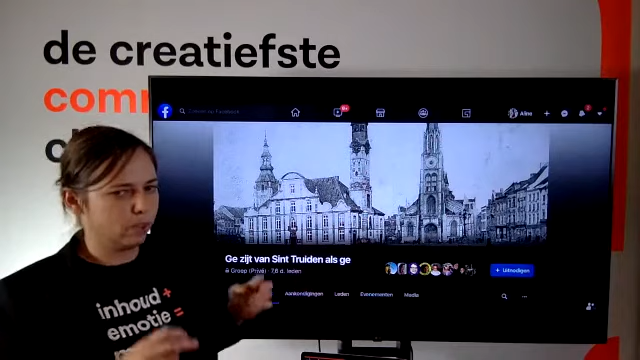 de creatiefste
com
c
Aline
Ge zijt van Sint Truiden als ge
Groep (Privé) · 7,6 d. leden
+ Uitnodigen
Aankondigingen
Leden
Evenementen
Media
inhoud +
emotie =